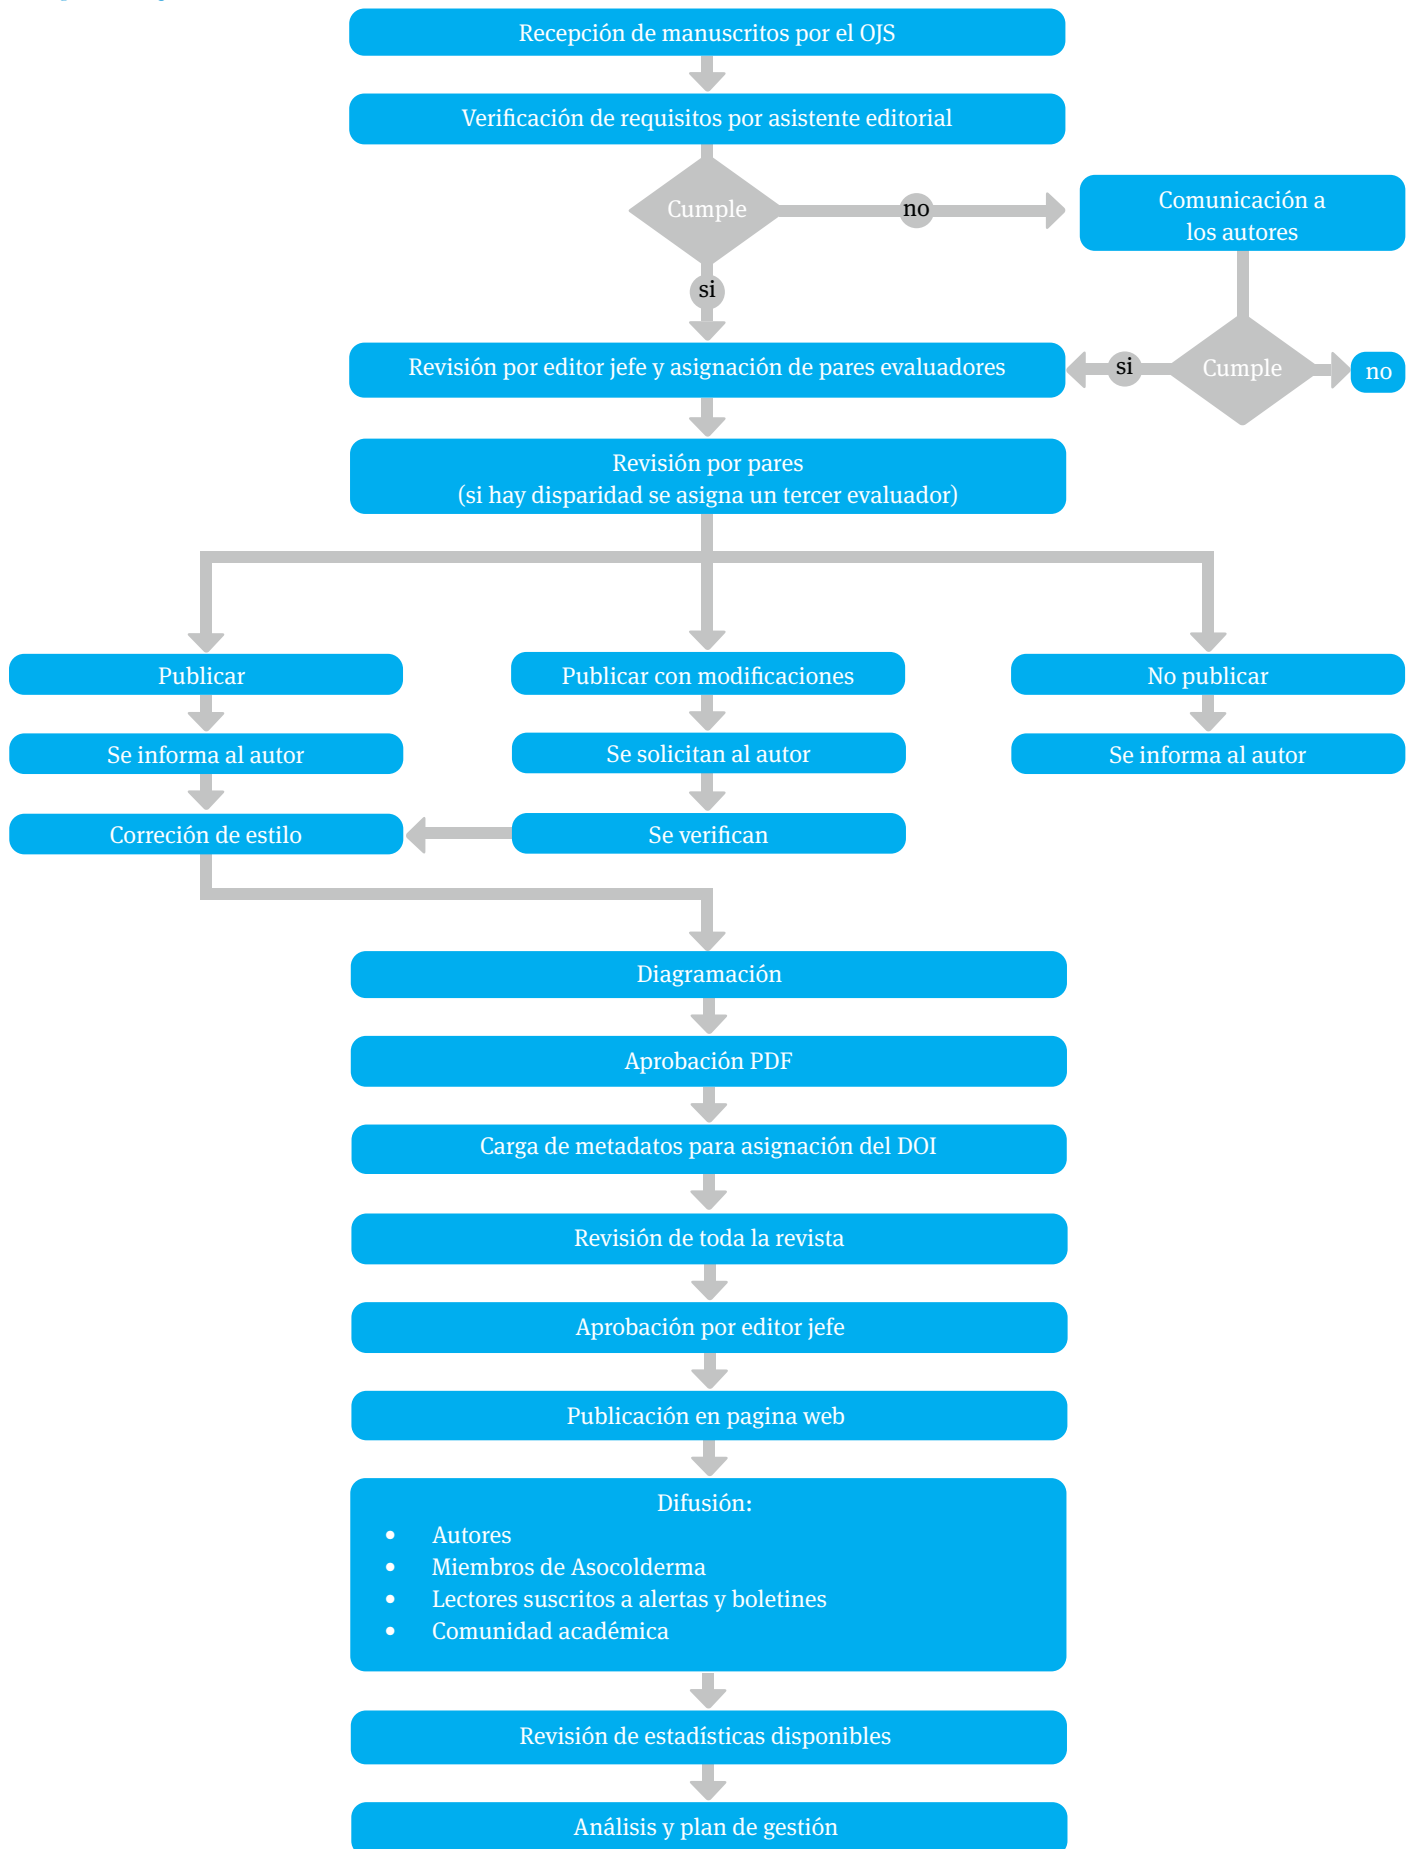 Recepción de manuscritos por el OJS
Verificación de requisitos por asistente editorial
Cumple
no
Comunicación a
los autores
si
Revisión por editor jefe y asignación de pares evaluadores
si
Cumple
no
Revisión por pares
(si hay disparidad se asigna un tercer evaluador)
Publicar
Publicar con modificaciones
No publicar
Se informa al autor
Se solicitan al autor
Se informa al autor
Correción de estilo
Se verifican
Diagramación
Aprobación PDF
Carga de metadatos para asignación del DOI
Revisión de toda la revista
Aprobación por editor jefe
Publicación en pagina web
Difusión:
• Autores
• Miembros de Asocolderma
• Lectores suscritos a alertas y boletines
• Comunidad académica
Revisión de estadísticas disponibles
Análisis y plan de gestión